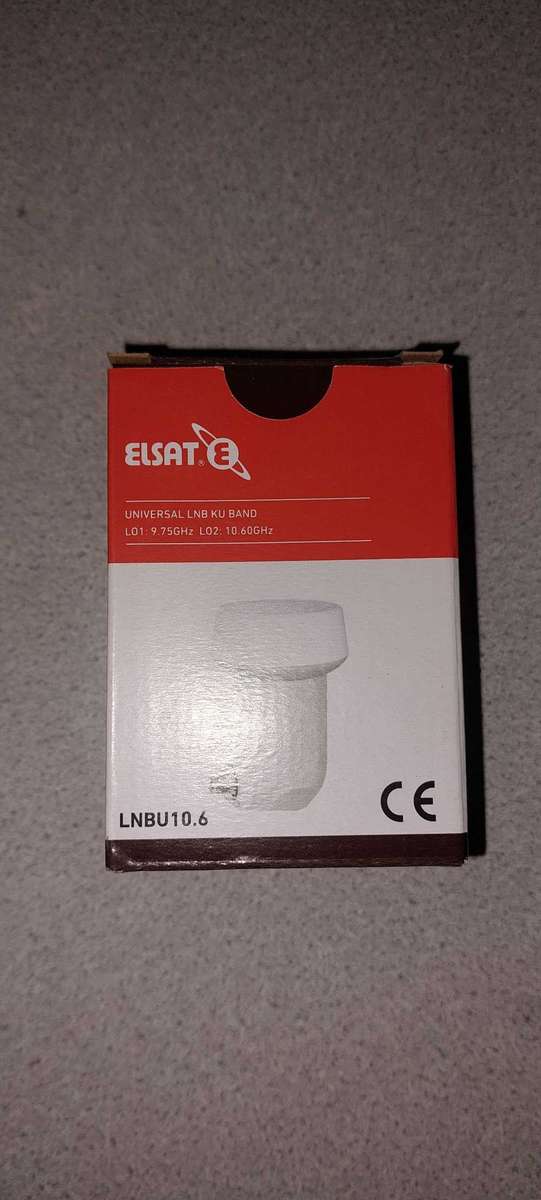 ELSAT ® E
UNIVERSAL LNB KU BAND
LO1: 9.75GHz LO2: 10.60GHz
LNBU10.6
CE